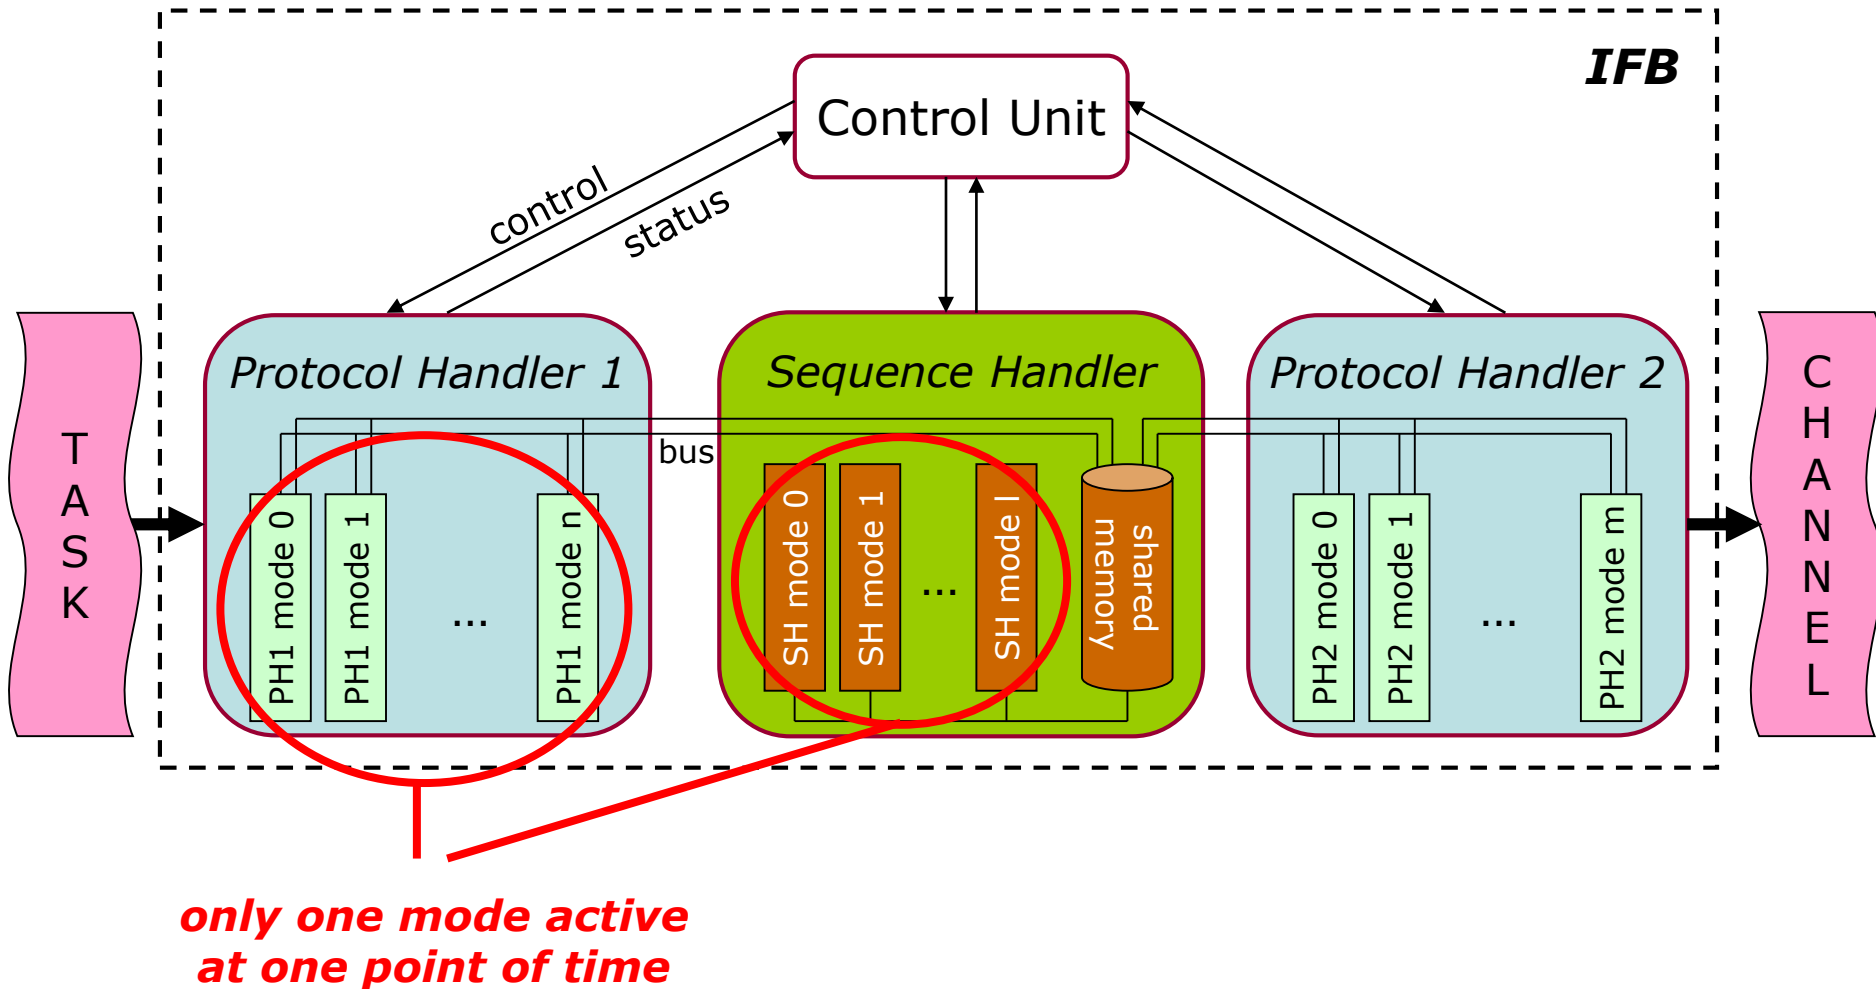 IFB
Control Unit
control
status
Protocol Handler 1
Sequence Handler
Protocol Handler 2
bus
TASK
PH1 mode 0
PH1 mode 1
...
PH1 mode n
SH mode 0
SH mode 1
...
SH mode l
shared
memory
PH2 mode 0
PH2 mode 1
...
PH2 mode m
CHANNEL
only one mode active
at one point of time